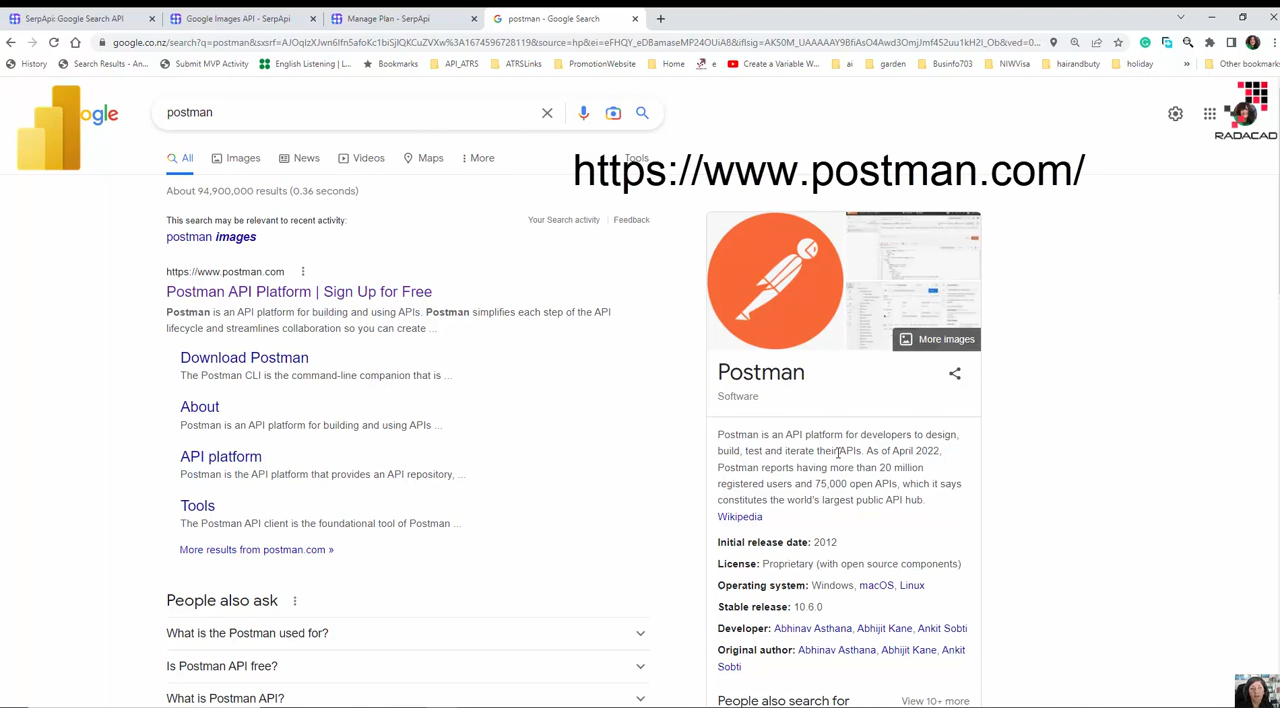 SerpApi: Google Search API
Google Images API - SerpApi
Manage Plan - SerpApi
postman - Google Search
google.co.nz/search?q=postman&sxsrf=
History
Search Results - An...
Submit MVP Activity
English Listening | I...
Bookmarks
API_ATRS
ATRSLinks
PromotionWebsite
Home
e
Create a Variable W...
ai
garden
Businfo703
NIWVisa
hairandbuty
holiday
»
Other bookmarks
ogle
postman
RADACAD
All
Images
News
Videos
Maps
More
Tools
https://www.postman.com/
About 94,900,000 results (0.36 seconds)
This search may be relevant to recent activity:
Your Search activity
Feedback
postman images
https://www.postman.com
Postman API Platform | Sign Up for Free
Postman is an API platform for building and using APIs. Postman simplifies each step of the API
lifecycle and streamlines collaboration so you can create ...
Download Postman
The Postman CLI is the command-line companion that is ...
About
Postman is an API platform for building and using APIs ...
API platform
Postman is the API platform that provides an API repository, ...
Tools
The Postman API client is the foundational tool of Postman ...
More results from postman.com »
People also ask
What is the Postman used for?
Is Postman API free?
What is Postman API?
More images
Postman
Software
Postman is an API platform for developers to design,
build, test and iterate their APIs. As of April 2022,
Postman reports having more than 20 million
registered users and 75,000 open APIs, which it says
constitutes the world's largest public API hub.
Wikipedia
Initial release date: 2012
License: Proprietary (with open source components)
Operating system: Windows, macOS, Linux
Stable release: 10.6.0
Developer: Abhinav Asthana, Abhijit Kane, Ankit Sobti
Original author: Abhinav Asthana, Abhijit Kane, Ankit
Sobti
People also search for
View 10+ more